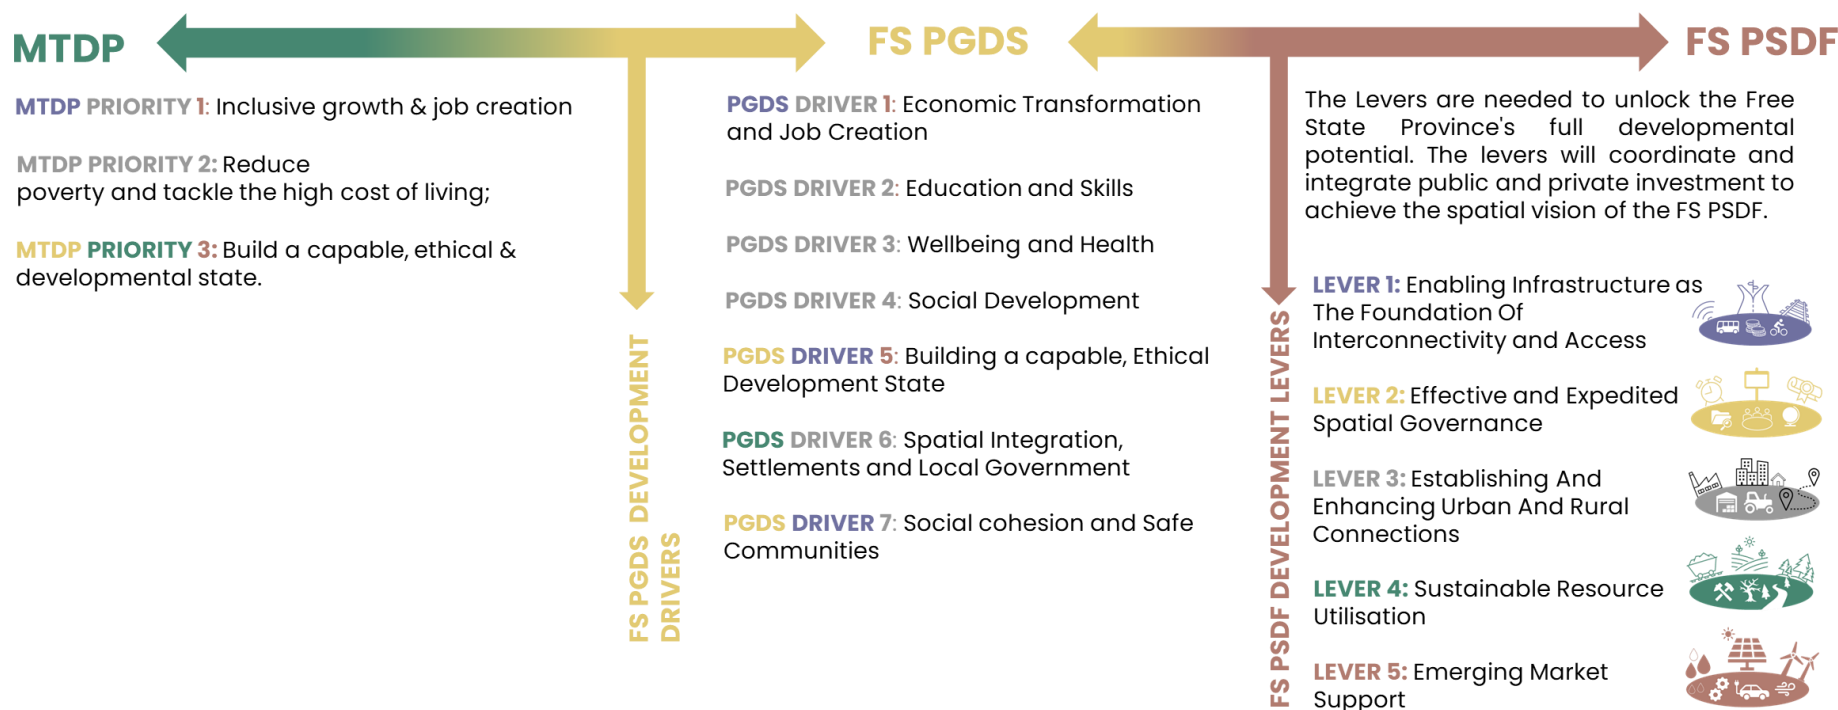 MTDP
FS PGDS
FS PSDF
MTDP PRIORITY 1: Inclusive growth & job creation
MTDP PRIORITY 2: Reduce
poverty and tackle the high cost of living;
MTDP PRIORITY 3: Build a capable, ethical &
developmental state.
FS PGDS DEVELOPMENT
DRIVERS
PGDS DRIVER 1: Economic Transformation
and Job Creation
PGDS DRIVER 2: Education and Skills
PGDS DRIVER 3: Wellbeing and Health
PGDS DRIVER 4: Social Development
PGDS DRIVER 5: Building a capable, Ethical
Development State
PGDS DRIVER 6: Spatial Integration,
Settlements and Local Government
PGDS DRIVER 7: Social cohesion and Safe
Communities
FS PSDF DEVELOPMENT LEVERS
The Levers are needed to unlock the Free
State Province's full developmental
potential. The levers will coordinate and
integrate public and private investment to
achieve the spatial vision of the FS PSDF.
LEVER 1: Enabling Infrastructure as
The Foundation Of
Interconnectivity and Access
LEVER 2: Effective and Expedited
Spatial Governance
LEVER 3: Establishing And
Enhancing Urban And Rural
Connections
LEVER 4: Sustainable Resource
Utilisation
LEVER 5: Emerging Market
Support